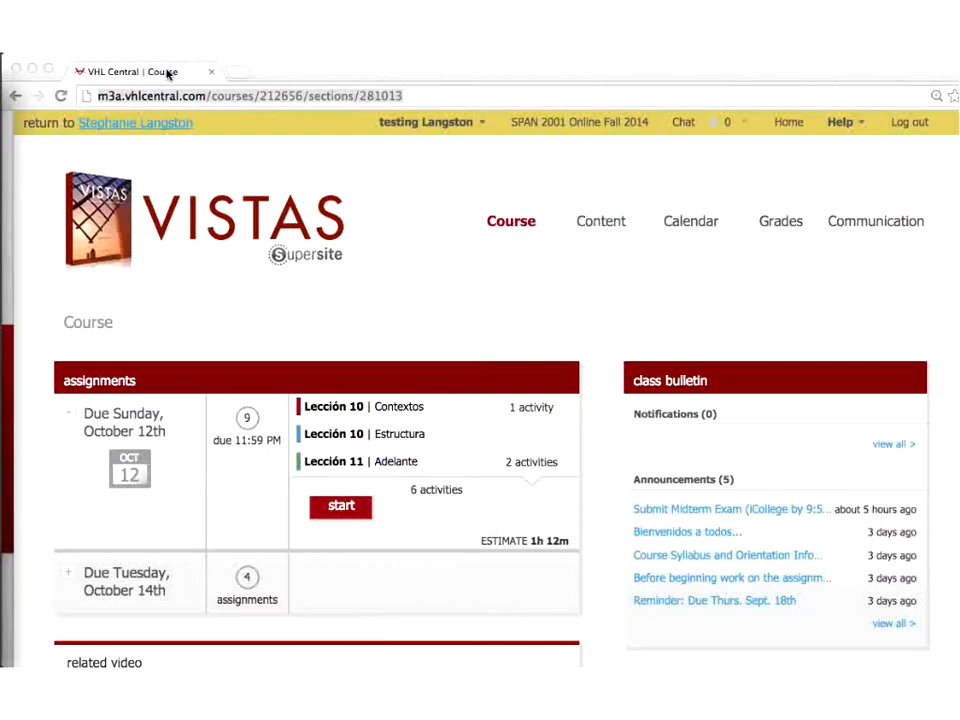 VHL Central | Course
m3a.vhlcentral.com/courses/212656/sections/281013
return to Stephanie Langston testing Langston SPAN 2001 Online Fall 2014 Chat 0 Home Help Log out
VISTAS
VISTAS
Supersite
Course Content Calendar Grades Communication
Course
assignments
Due Sunday, October 12th
OCT
12
9
due 11:59 PM
Lección 10 | Contextos 1 activity
Lección 10 | Estructura
6 activities
Lección 11 | Adelante 2 activities
start
ESTIMATE 1h 12m
+ Due Tuesday, October 14th
4
assignments
related video
class bulletin
Notifications (0)
view all >
Announcements (5)
Submit Midterm Exam (iCollege by 9:5... about 5 hours ago
Bienvenidos a todos... 3 days ago
Course Syllabus and Orientation Info... 3 days ago
Before beginning work on the assignm... 3 days ago
Reminder: Due Thurs. Sept. 18th 3 days ago
view all >